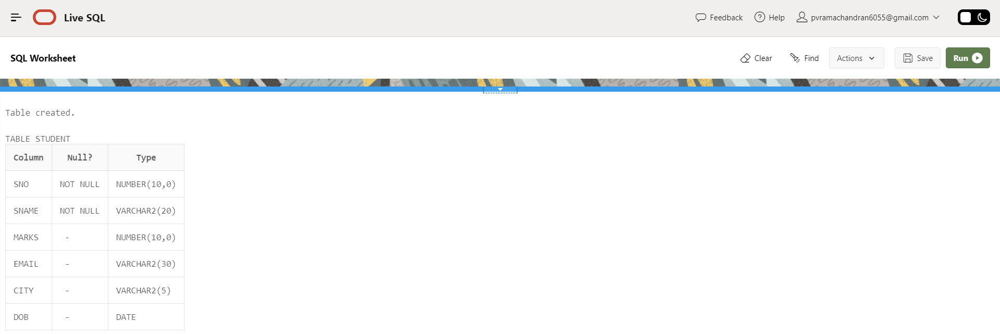 Live SQL
Feedback
Help
pvramachandran6055@gmail.com
SQL Worksheet
Clear
Find
Actions
Save
Run
Table created.
TABLE STUDENT
Column Null? Type
SNO NOT NULL NUMBER(10,0)
SNAME NOT NULL VARCHAR2(20)
MARKS - NUMBER(10,0)
EMAIL - VARCHAR2(30)
CITY - VARCHAR2(5)
DOB - DATE